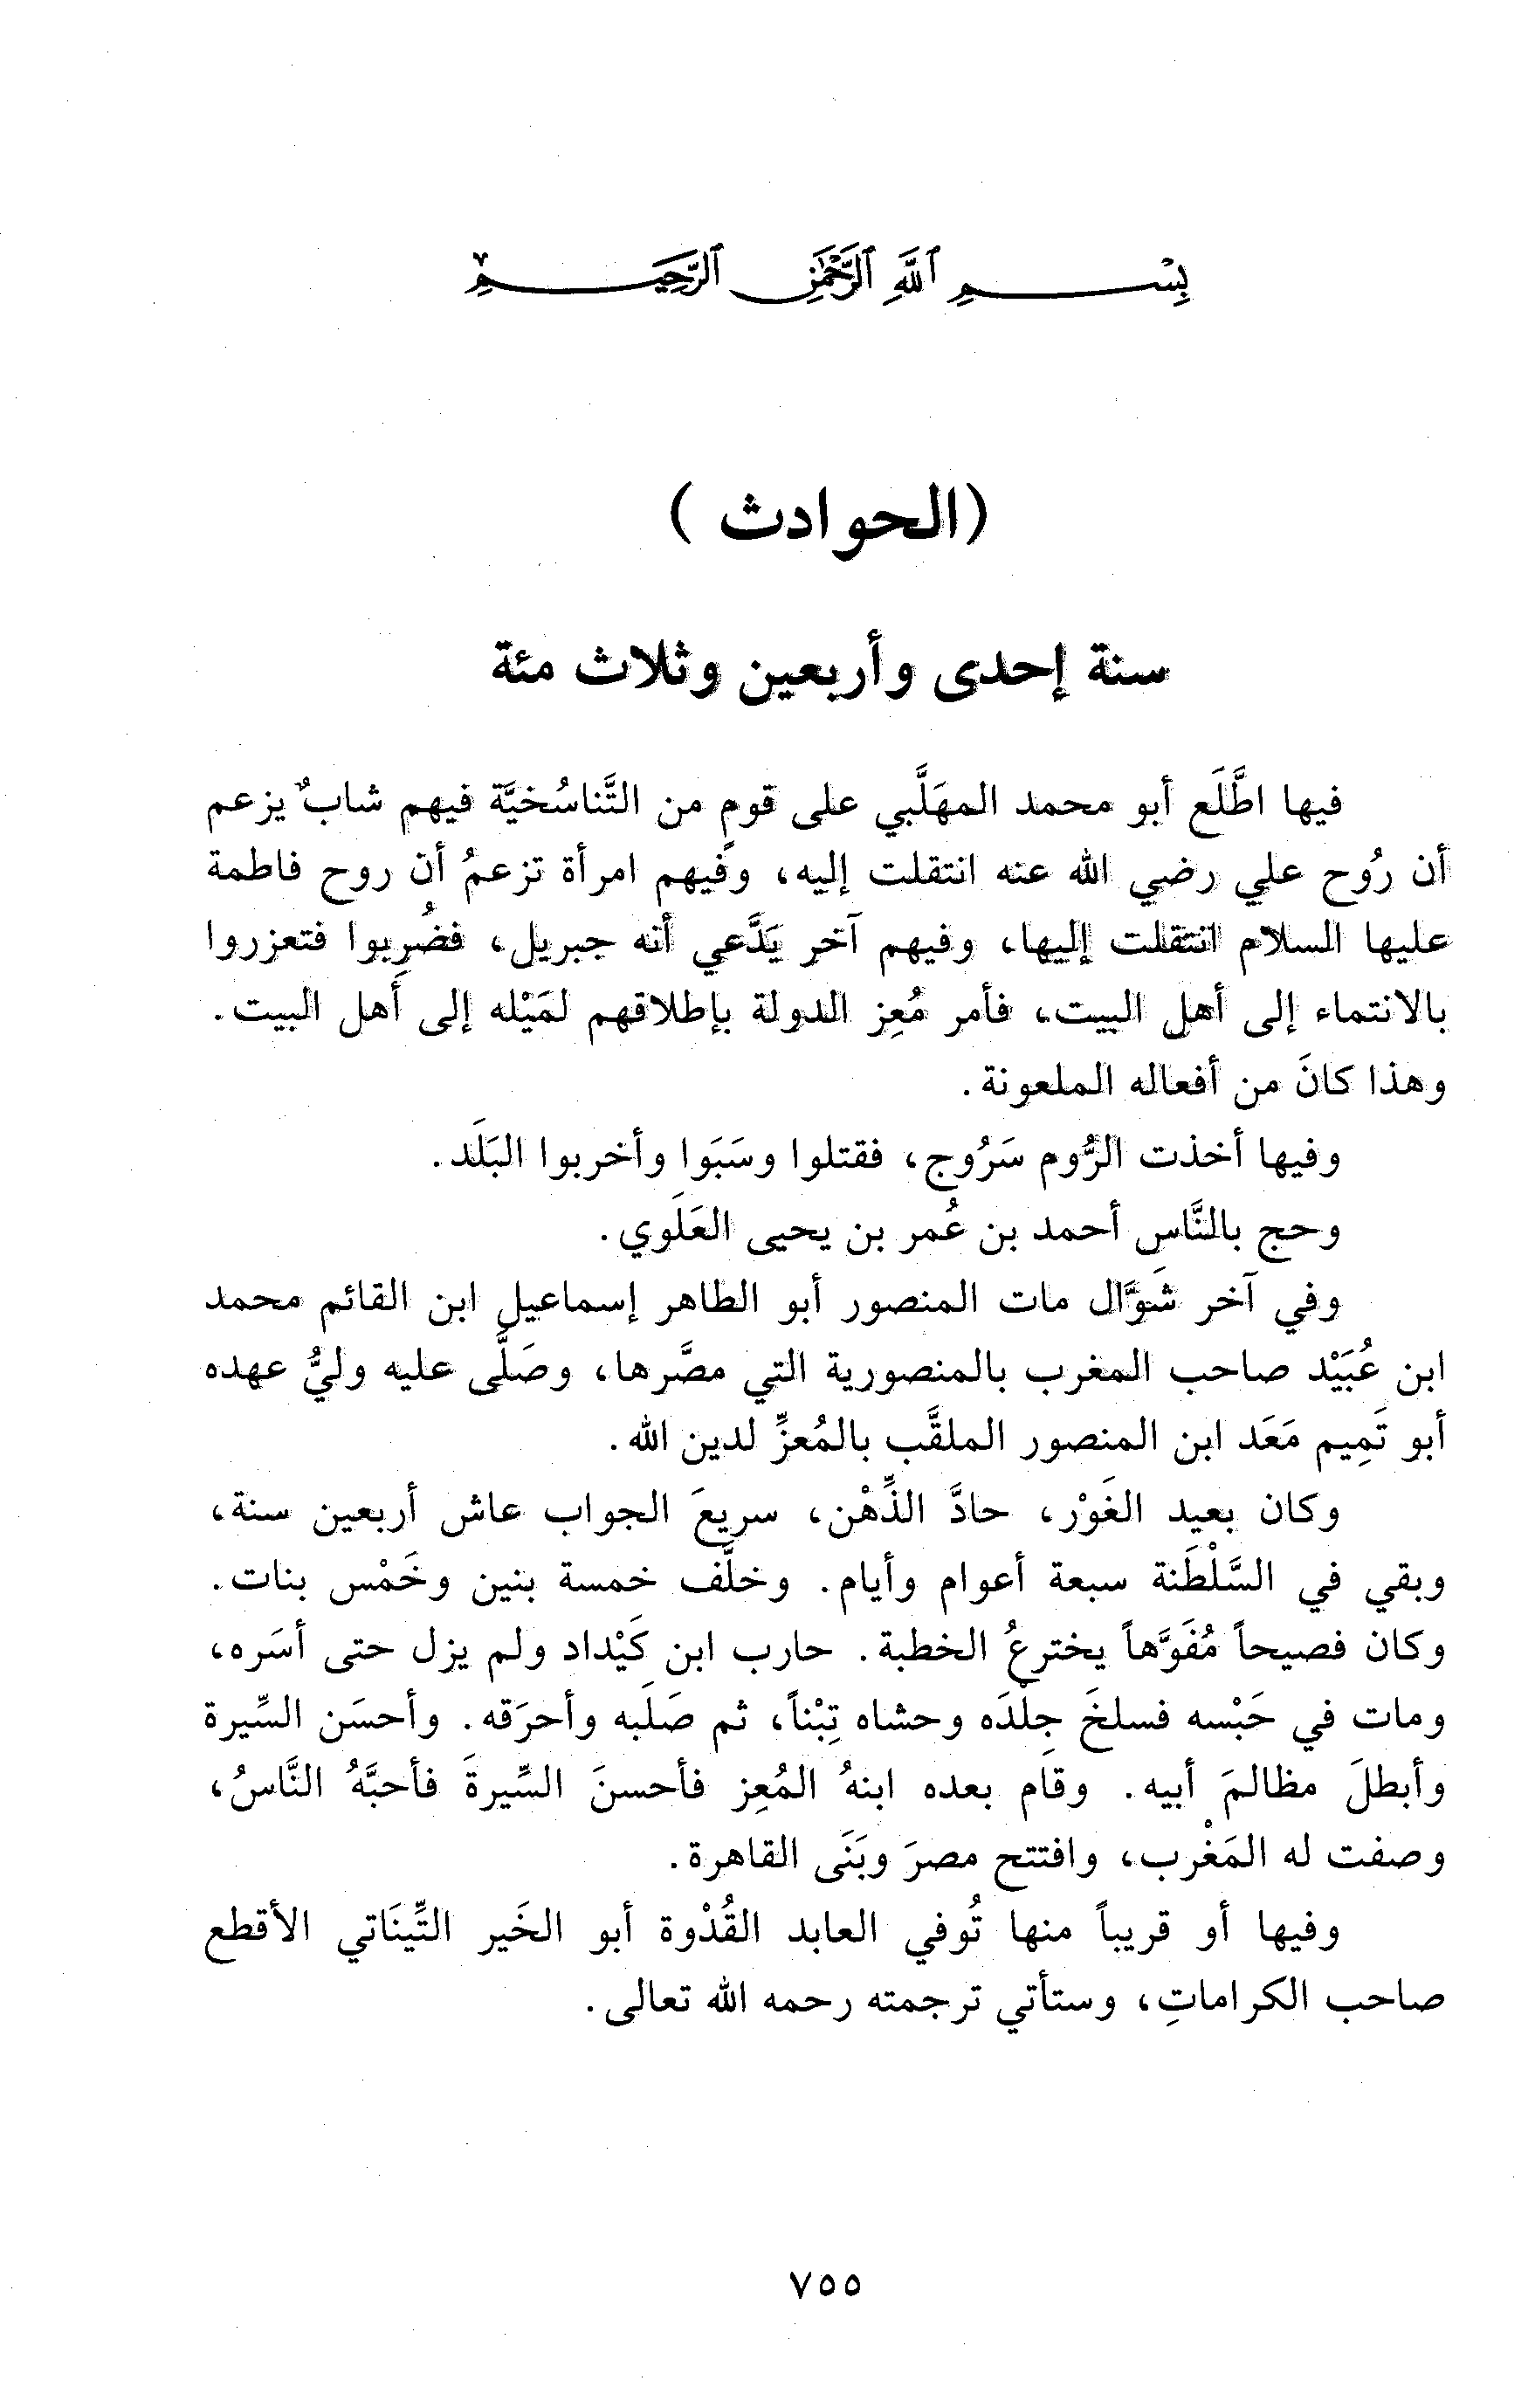 بِسْمِ ٱللَّهِ ٱلرَّحْمَٰنِ ٱلرَّحِيمِ
(الحوادث )
سنة إحدى وأربعين وثلاث مئة
فيها اطَّلَع أبو محمد المهَلَّبي على قومٍ من التَّناسُخيَّة فيهم شابٌ يزعم
أن رُوح علي رضي الله عنه انتقلت إليه، وفيهم امرأة تزعمُ أن روح فاطمة
عليها السلام انتقلت إليها، وفيهم آخر يَدَّعي أنه جبريل، فضُرِبوا فتعزروا
بالانتماء إلى أهل البيت، فأمر مُعِز الدولة بإطلاقهم لمَيْله إلى أهل البيت.
وهذا كانَ من أفعاله الملعونة.
وفيها أخذت الرُّوم سَرُوج، فقتلوا وسَبَوا وأخربوا البَلَد.
وحج بالنَّاسِ أحمد بن عُمر بن يحيى العَلَوي.
وفي آخر شوَّال مات المنصور أبو الطاهر إسماعيل ابن القائم محمد
ابن عُبَيْد صاحب المغرب بالمنصورية التي مصَّرها، وصَلَّى عليه وليُّ عهده
أبو تَمِيم مَعَد ابن المنصور الملقَّب بالمُعزِّ لدين الله.
وكان بعيد الغَوْر، حادَّ الذِّهْن، سريعَ الجواب عاش أربعين سنة،
وبقي في السَّلْطَنة سبعة أعوام وأيام. وخلَّف خمسة بنين وخَمْس بنات.
وكان فصيحاً مُفَوَّهاً يخترعُ الخطبة. حارب ابن كَيْداد ولم يزل حتى أسَره،
ومات في حَبْسه فسلخَ جِلْدَه وحشاه تِبْناً، ثم صَلَبه وأحرَقه. وأحسَن السِّيرة
وأبطلَ مظالمَ أبيه. وقام بعده ابنهُ المُعِز فأحسنَ السِّيرةَ فأحبَّهُ النَّاسُ،
وصفت له المَغْرب، وافتتح مصرَ وبَنَى القاهرة.
وفيها أو قريباً منها تُوفي العابد القُدْوة أبو الخَير التِّينَاتي الأقطع
صاحب الكراماتِ، وستأتي ترجمته رحمه الله تعالى.
٧٥٥